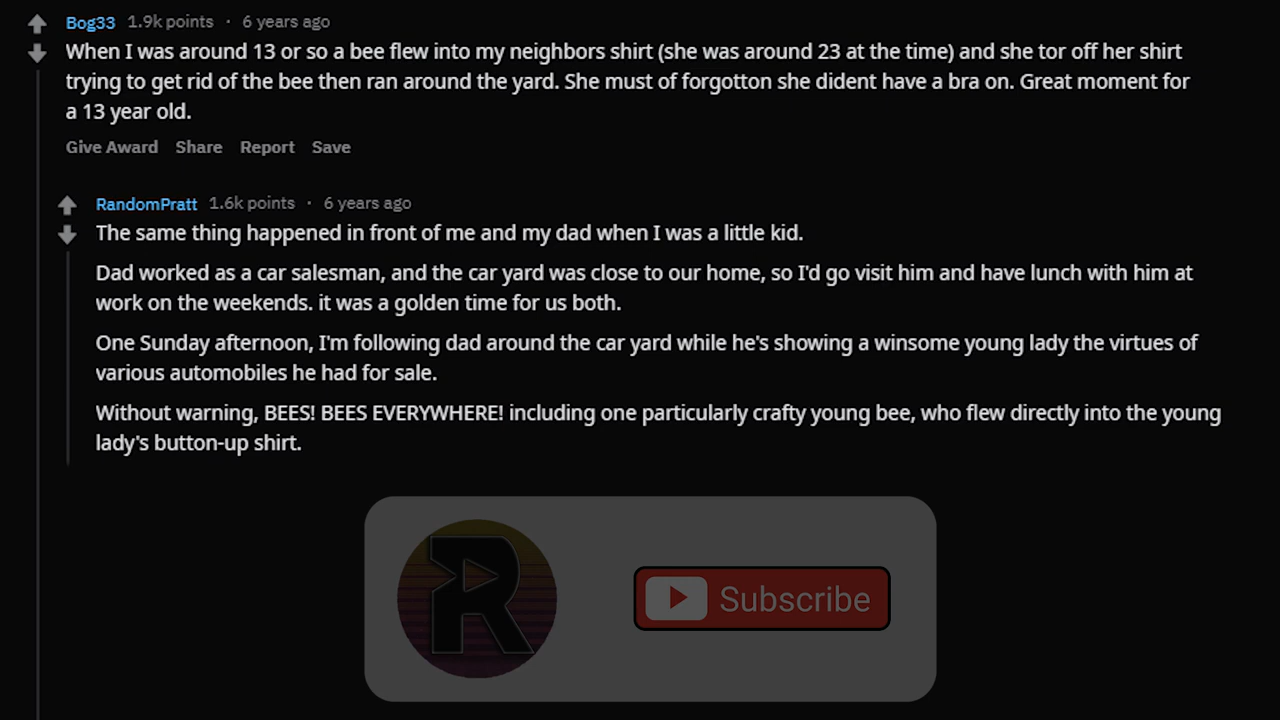 Bog33 1.9k points · 6 years ago
When I was around 13 or so a bee flew into my neighbors shirt (she was around 23 at the time) and she tor off her shirt
trying to get rid of the bee then ran around the yard. She must of forgotton she dident have a bra on. Great moment for
a 13 year old.
Give Award Share Report Save
RandomPratt 1.6k points · 6 years ago
The same thing happened in front of me and my dad when I was a little kid.
Dad worked as a car salesman, and the car yard was close to our home, so I'd go visit him and have lunch with him at
work on the weekends. it was a golden time for us both.
One Sunday afternoon, I'm following dad around the car yard while he's showing a winsome young lady the virtues of
various automobiles he had for sale.
Without warning, BEES! BEES EVERYWHERE! including one particularly crafty young bee, who flew directly into the young
lady's button-up shirt.
R
Subscribe